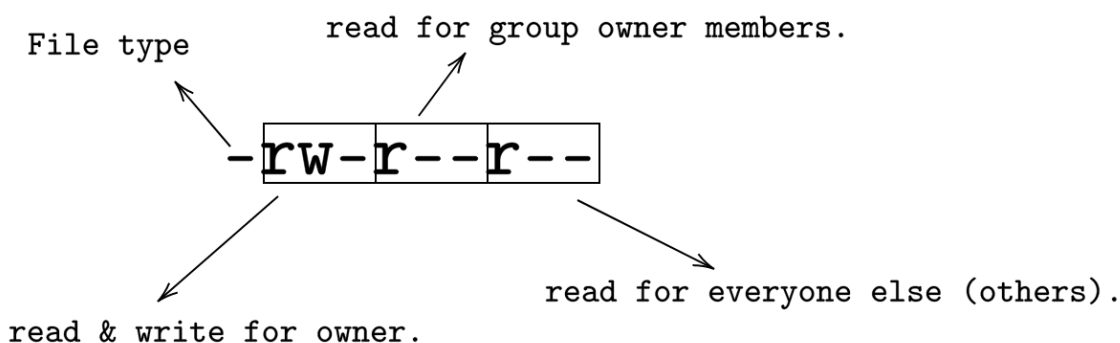 read for group owner members.
File type
-rw-r--r--
read for everyone else (others).
read & write for owner.